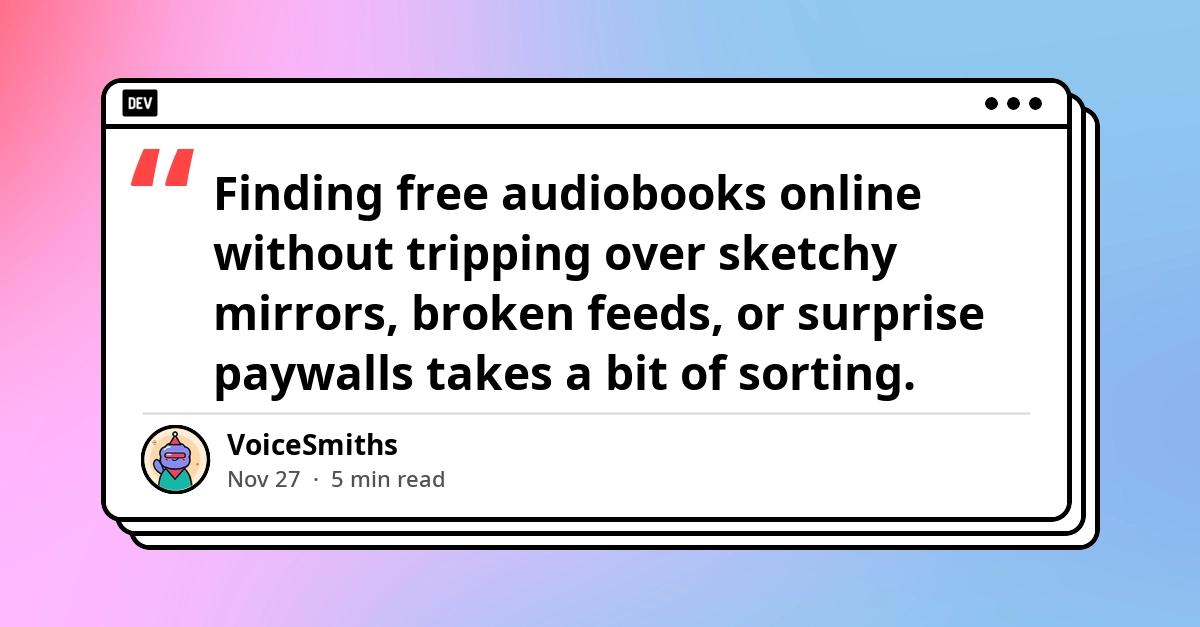 DEV
“ Finding free audiobooks online
without tripping over sketchy
mirrors, broken feeds, or surprise
paywalls takes a bit of sorting.
VoiceSmiths
Nov 27 · 5 min read